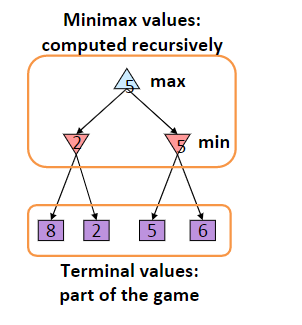 Minimax values:
computed recursively
5 max
2 5 min
8 2 5 6
Terminal values:
part of the game